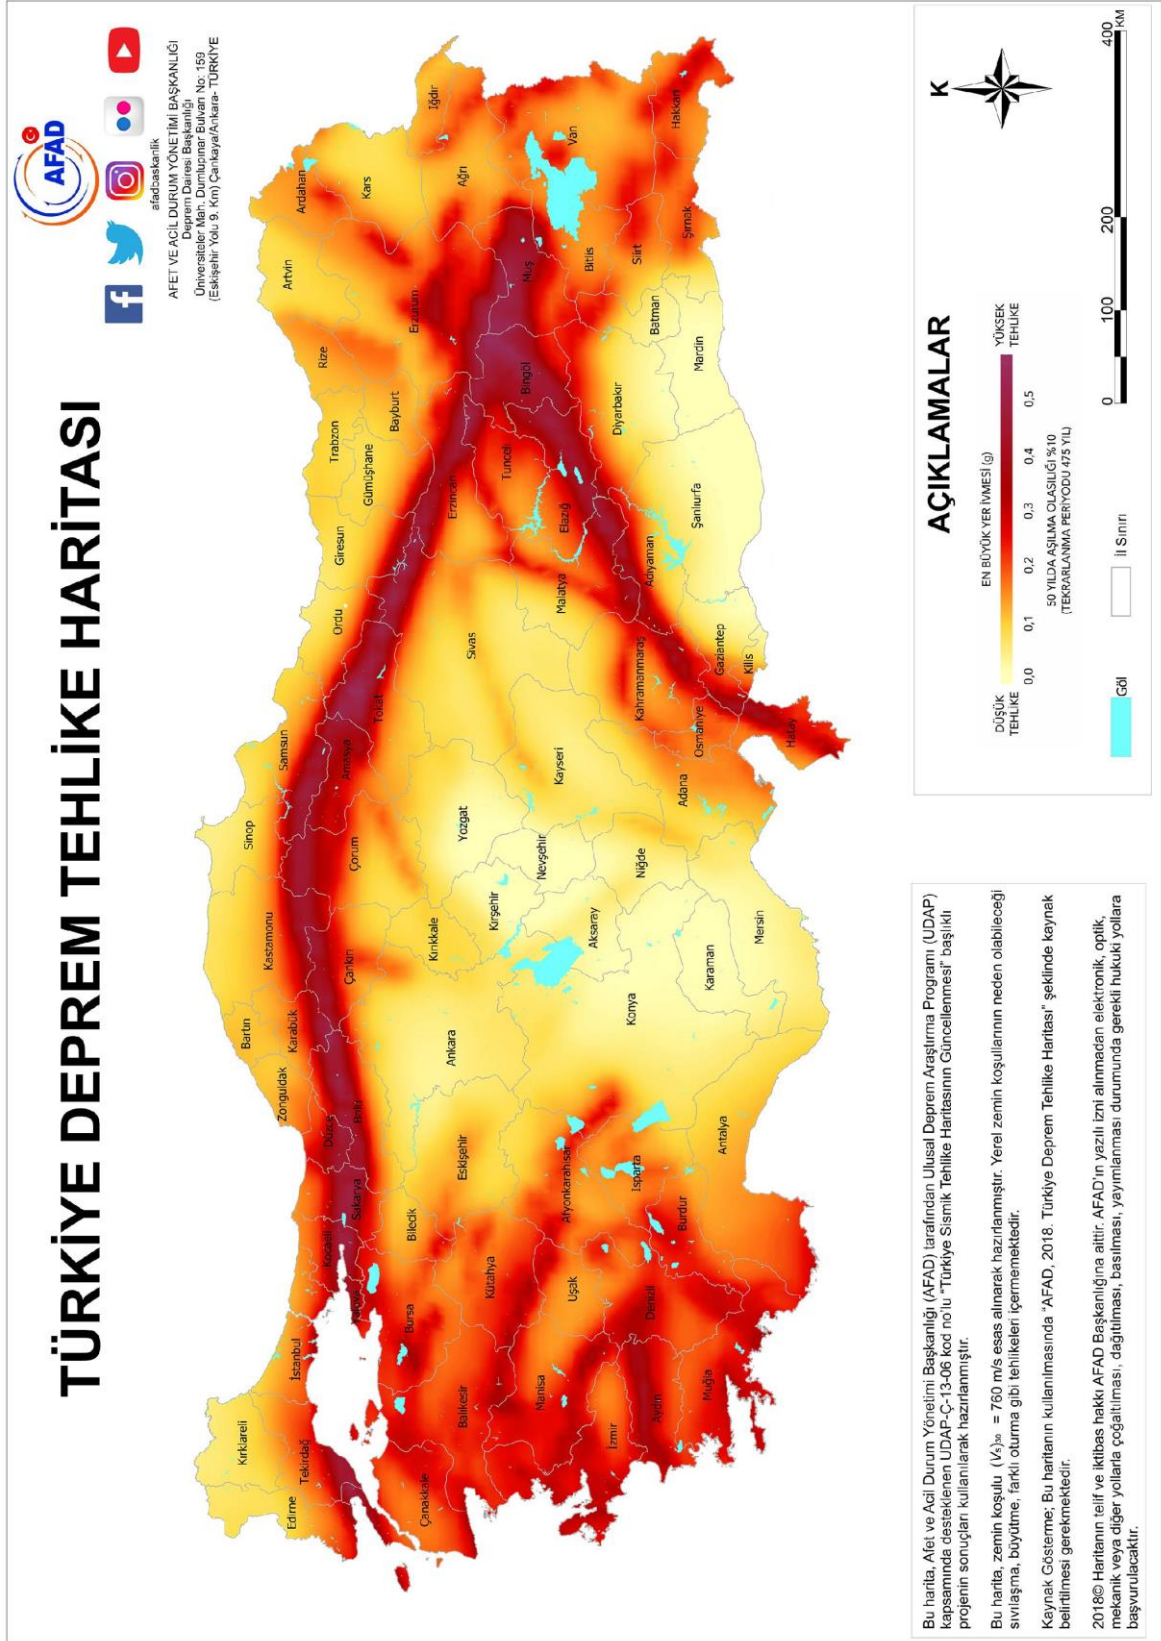 TÜRKİYE DEPREM TEHLİKE HARİTASI
AFAD
afadbaskanlik
AFET VE ACİL DURUM YÖNETİMİ BAŞKANLIĞI
Deprem Dairesi Başkanlığı
Üniversiteler Mah. Dumlupınar Bulvarı No: 159
(Eskişehir Yolu 9. Km) Çankaya/Ankara- TÜRKİYE
Kırklareli
Edirne
Tekirdağ
İstanbul
Kocaeli
Yalova
Sakarya
Düzce
Bolu
Zonguldak
Bartın
Karabük
Kastamonu
Çankırı
Sinop
Çorum
Samsun
Amasya
Tokat
Ordu
Giresun
Trabzon
Gümüşhane
Bayburt
Rize
Artvin
Ardahan
Kars
Iğdır
Ağrı
Erzurum
Erzincan
Çanakkale
Balıkesir
Bursa
Bilecik
Eskişehir
Kütahya
Ankara
Kırıkkale
Yozgat
Kırşehir
Sivas
Tunceli
Bingöl
Muş
Van
Bitlis
Hakkari
Şırnak
Siirt
Batman
Mardin
Diyarbakır
Elazığ
Malatya
Adıyaman
Şanlıurfa
Manisa
İzmir
Uşak
Afyonkarahisar
Aydın
Denizli
Muğla
Burdur
Isparta
Antalya
Konya
Aksaray
Nevşehir
Niğde
Kayseri
Karaman
Mersin
Adana
Osmaniye
Kahramanmaraş
Gaziantep
Kilis
Hatay
Bu harita, Afet ve Acil Durum Yönetimi Başkanlığı (AFAD) tarafından Ulusal Deprem Araştırma Programı (UDAP)
kapsamında desteklenen UDAP-Ç-13-06 kod no'lu "Türkiye Sismik Tehlike Haritasının Güncellenmesi" başlıklı
projenin sonuçları kullanılarak hazırlanmıştır.
Bu harita, zemin koşulu (Vs)30 = 760 m/s esas alınarak hazırlanmıştır. Yerel zemin koşullarının neden olabileceği
sıvılaşma, büyütme, farklı oturma gibi tehlikeleri içermemektedir.
Kaynak Gösterme; Bu haritanın kullanılmasında "AFAD, 2018. Türkiye Deprem Tehlike Haritası" şeklinde kaynak
belirtilmesi gerekmektedir.
2018© Haritanın telif ve iktibas hakkı AFAD Başkanlığına aittir. AFAD'ın yazılı izni alınmadan elektronik, optik,
mekanik veya diğer yollarla çoğaltılması, dağıtılması, basılması, yayımlanması durumunda gerekli hukuki yollara
başvurulacaktır.
AÇIKLAMALAR
EN BÜYÜK YER İVMESİ (g)
DÜŞÜK
TEHLİKE
YÜKSEK
TEHLİKE
0,0 0,1 0,2 0,3 0,4 0,5
50 YILDA AŞILMA OLASILIĞI %10
(TEKRARLANMA PERİYODU 475 YIL)
Göl
İl Sınırı
K
0 100 200 400
KM